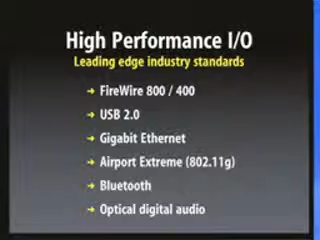 High Performance I/O
Leading edge industry standards
→ FireWire 800 / 400
→ USB 2.0
→ Gigabit Ethernet
→ Airport Extreme (802.11g)
→ Bluetooth
→ Optical digital audio